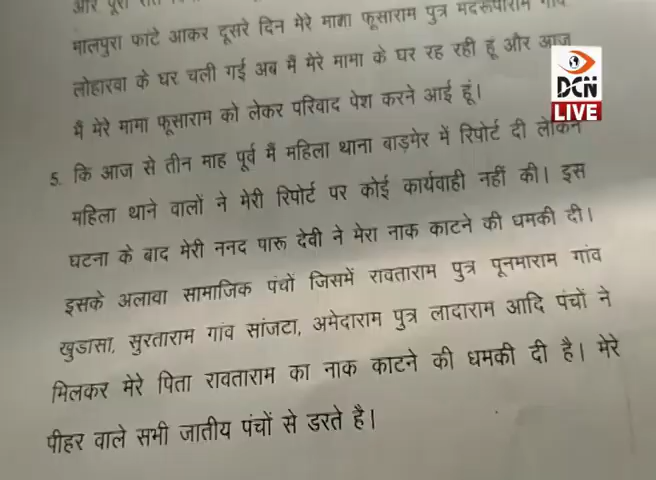 और पूरा रात
मालपुरा फांटे आकर दूसरे दिन मेरे मामा फूसाराम पुत्र मदरूपाराम गांव
लोहारवा के घर चली गई अब मैं मेरे मामा के घर रह रही हूं और आज
मैं मेरे मामा फूसाराम को लेकर परिवाद पेश करने आई हूं।
5. कि आज से तीन माह पूर्व मैं महिला थाना बाड़मेर में रिपोर्ट दी लेकिन
महिला थाने वालों ने मेरी रिपोर्ट पर कोई कार्यवाही नहीं की। इस
घटना के बाद मेरी ननद पारू देवी ने मेरा नाक काटने की धमकी दी।
इसके अलावा सामाजिक पंचों जिसमें रावताराम पुत्र पूनमाराम गांव
खुडासा, सुरताराम गांव सांजटा, अमेदाराम पुत्र लादाराम आदि पंचों ने
मिलकर मेरे पिता रावताराम का नाक काटने की धमकी दी है। मेरे
पीहर वाले सभी जातीय पंचों से डरते है।
DCN
LIVE